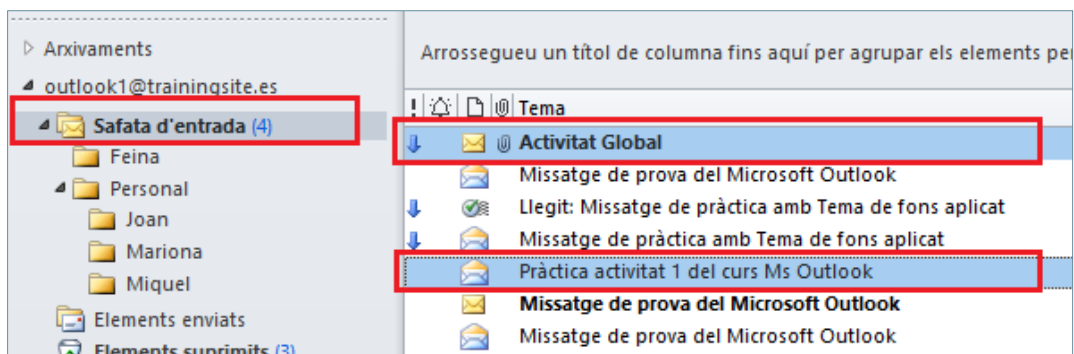 Arxivaments
outlook1@trainingsite.es
Safata d'entrada (4)
Feina
Personal
Joan
Mariona
Miquel
Elements enviats
Elements suprimits (3)
Arrossegueu un títol de columna fins aquí per agrupar els elements per
! Tema
Activitat Global
Missatge de prova del Microsoft Outlook
Llegit: Missatge de pràctica amb Tema de fons aplicat
Missatge de pràctica amb Tema de fons aplicat
Pràctica activitat 1 del curs Ms Outlook
Missatge de prova del Microsoft Outlook
Missatge de prova del Microsoft Outlook